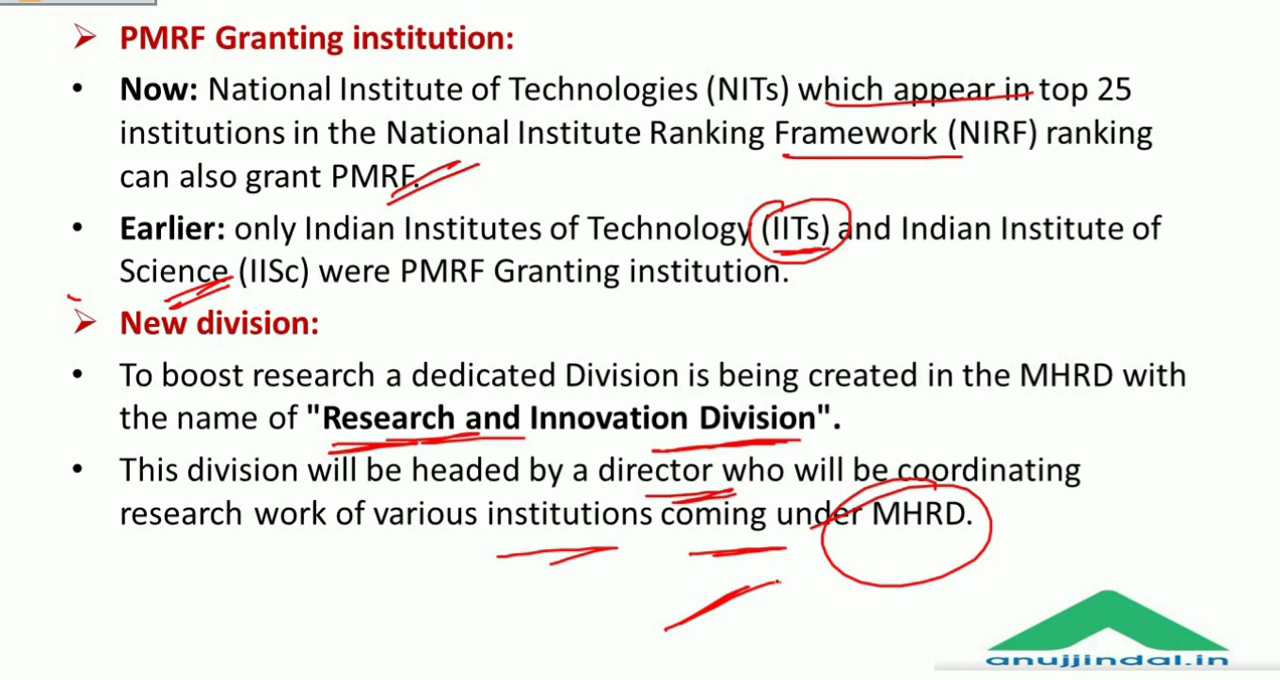 PMRF Granting institution:
Now: National Institute of Technologies (NITs) which appear in top 25
institutions in the National Institute Ranking Framework (NIRF) ranking
can also grant PMRF.
Earlier: only Indian Institutes of Technology (IITs) and Indian Institute of
Science (IISc) were PMRF Granting institution.
New division:
To boost research a dedicated Division is being created in the MHRD with
the name of "Research and Innovation Division".
This division will be headed by a director who will be coordinating
research work of various institutions coming under MHRD.
anujjindal.in